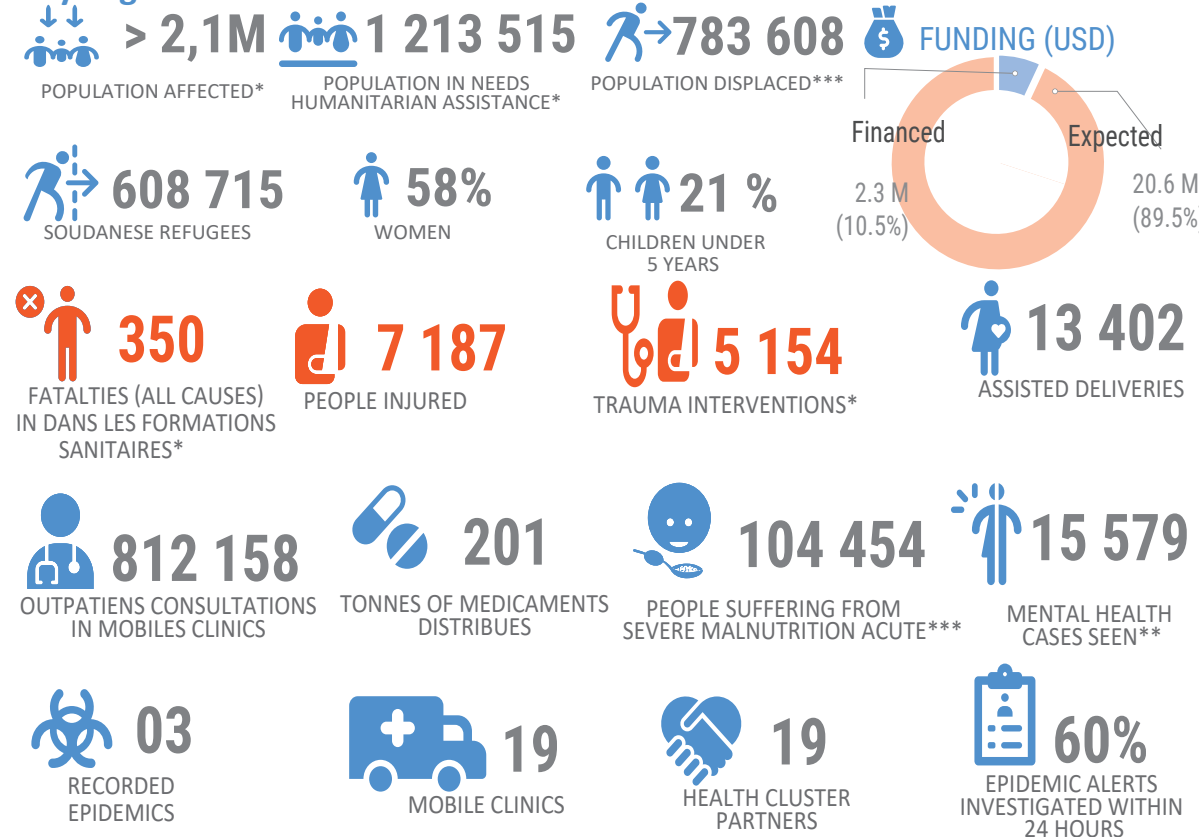 > 2,1M
POPULATION AFFECTED*
1 213 515
POPULATION IN NEEDS
HUMANITARIAN ASSISTANCE*
783 608
POPULATION DISPLACED***
$
FUNDING (USD)
Financed
2.3 M
(10.5%)
Expected
20.6 M
(89.5%)
608 715
SOUDANESE REFUGEES
58%
WOMEN
21 %
CHILDREN UNDER
5 YEARS
350
FATALTIES (ALL CAUSES)
IN DANS LES FORMATIONS
SANITAIRES*
7 187
PEOPLE INJURED
5 154
TRAUMA INTERVENTIONS*
13 402
ASSISTED DELIVERIES
812 158
OUTPATIENS CONSULTATIONS
IN MOBILES CLINICS
201
TONNES OF MEDICAMENTS
DISTRIBUES
104 454
PEOPLE SUFFERING FROM
SEVERE MALNUTRITION ACUTE***
15 579
MENTAL HEALTH
CASES SEEN**
03
RECORDED
EPIDEMICS
19
MOBILE CLINICS
19
HEALTH CLUSTER
PARTNERS
60%
EPIDEMIC ALERTS
INVESTIGATED WITHIN
24 HOURS